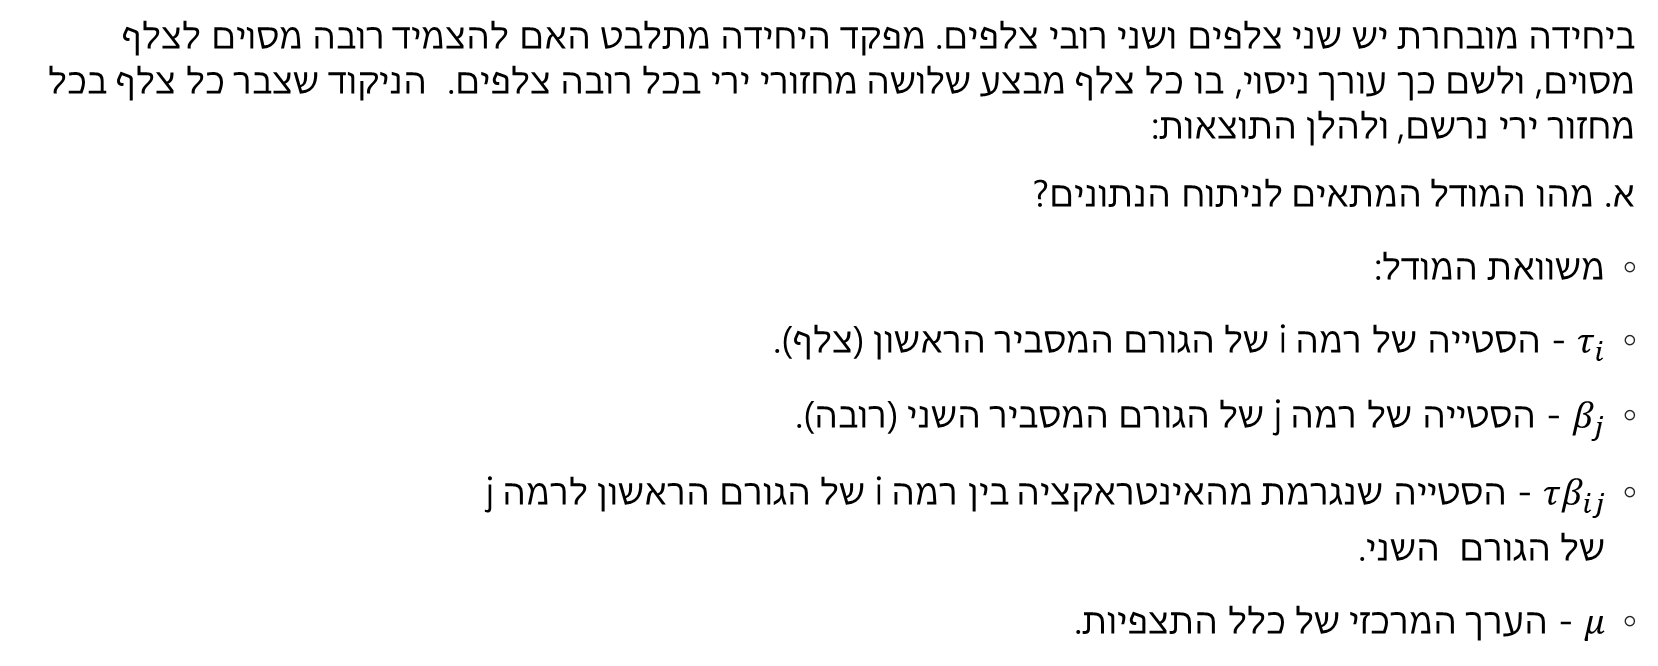 ביחידה מובחרת יש שני צלפים ושני רובי צלפים. מפקד היחידה מתלבט האם להצמיד רובה מסוים לצלף
מסוים, ולשם כך עורך ניסוי, בו כל צלף מבצע שלושה מחזורי ירי בכל רובה צלפים.  הניקוד שצבר כל צלף בכל
מחזור ירי נרשם, ולהלן התוצאות:
א. מהו המודל המתאים לניתוח הנתונים?
◦ משוואת המודל:
◦ τᵢ - הסטייה של רמה i של הגורם המסביר הראשון (צלף).
◦ βⱼ - הסטייה של רמה j של הגורם המסביר השני (רובה).
◦ τβᵢⱼ - הסטייה שנגרמת מהאינטראקציה בין רמה i של הגורם הראשון לרמה j
של הגורם  השני.
◦ μ - הערך המרכזי של כלל התצפיות.